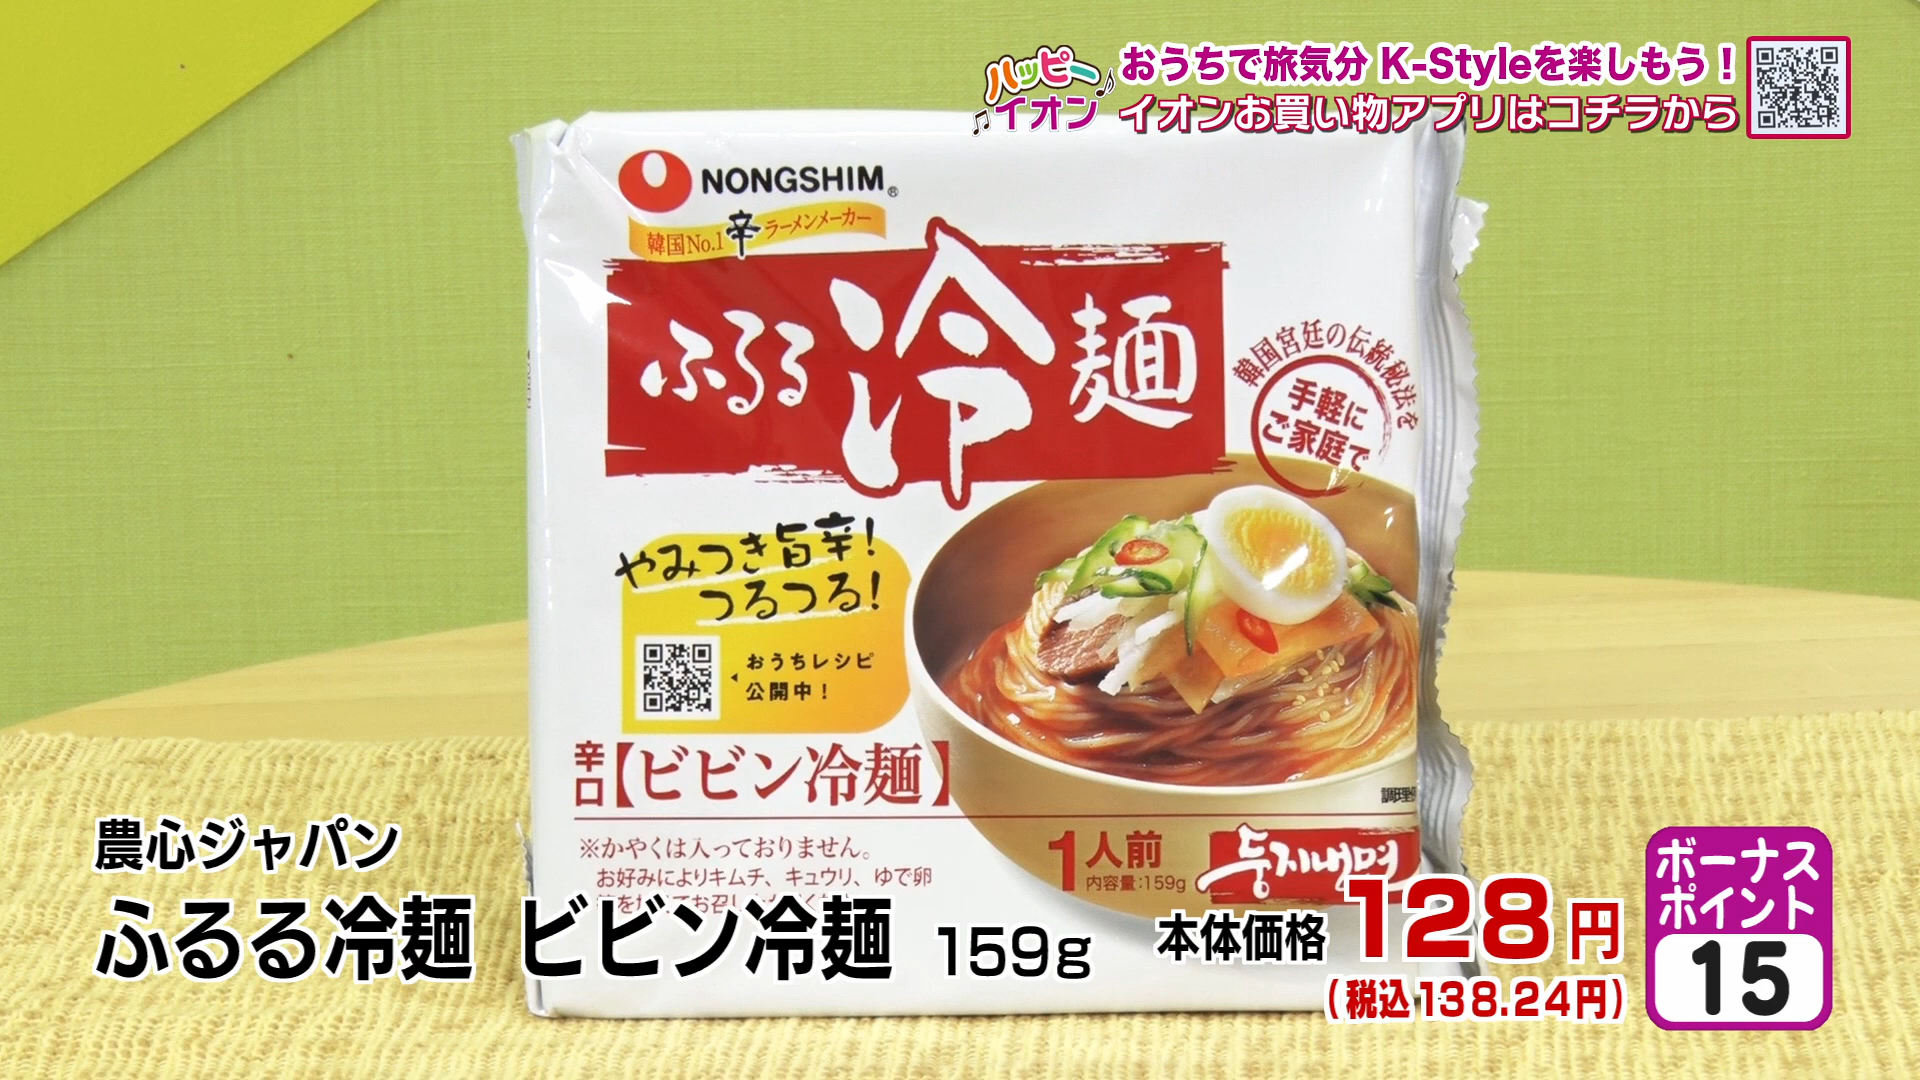 おうちで旅気分 K-Styleを楽しもう！
ハッピー
イオン
イオンお買い物アプリはコチラから
NONGSHIM®
韓国No.1辛ラーメンメーカー
ふるる冷麺
韓国宮廷の伝統秘法を
手軽に
ご家庭で
やみつき旨辛！
つるつる！
おうちレシピ
公開中！
辛口【ビビン冷麺】
調理
※かやくは入っておりません。
お好みによりキムチ、キュウリ、ゆで卵
1人前
内容量：159g
둥지냉면
農心ジャパン
ふるる冷麺 ビビン冷麺 159g
本体価格128円
（税込138.24円）
ボーナス
ポイント
15